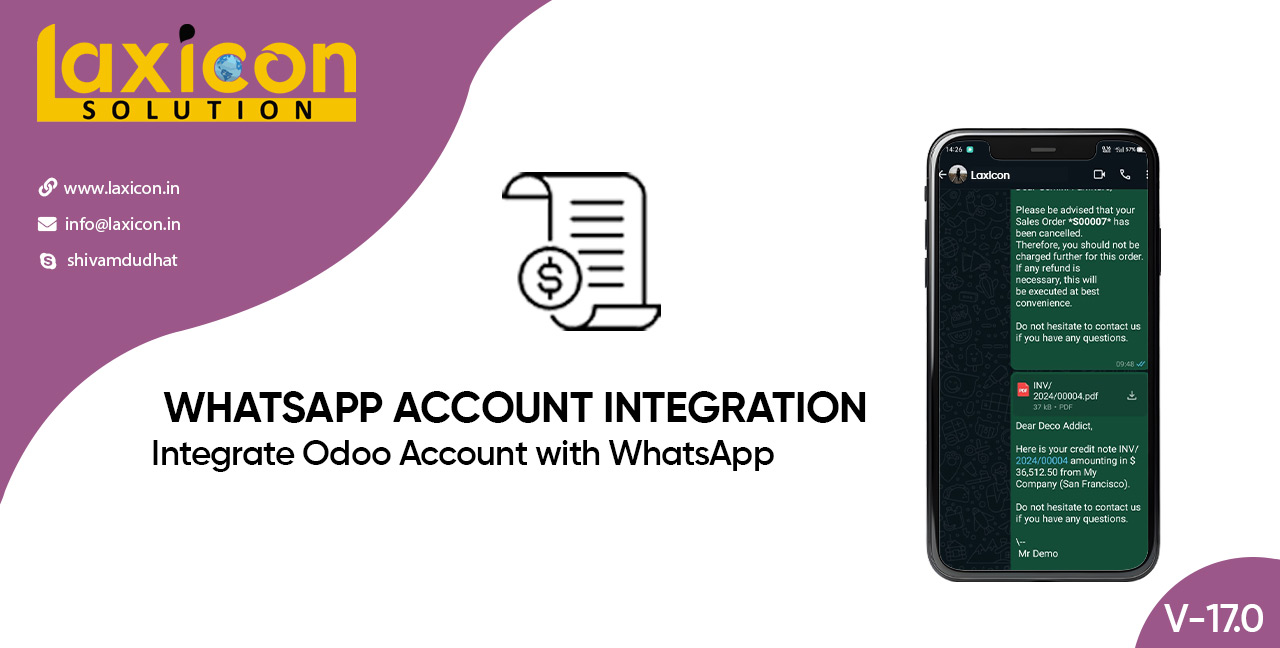 Laxicon
SOLUTION
www.laxicon.in
info@laxicon.in
shivamdudhat
WHATSAPP ACCOUNT INTEGRATION
Integrate Odoo Account with WhatsApp
14:26
57%
Laxicon
Please be advised that your
Sales Order *S00007* has
been cancelled.
Therefore, you should not be
charged further for this order.
If any refund is
necessary, this will
be executed at best
convenience.
Do not hesitate to contact us
if you have any questions.
09:48
PDF
INV/
2024/00004.pdf
37 kB • PDF
Dear Deco Addict,
Here is your credit note INV/
2024/00004 amounting in $
36,512.50 from My
Company (San Francisco).
Do not hesitate to contact us
if you have any questions.
\--
Mr Demo
V-17.0